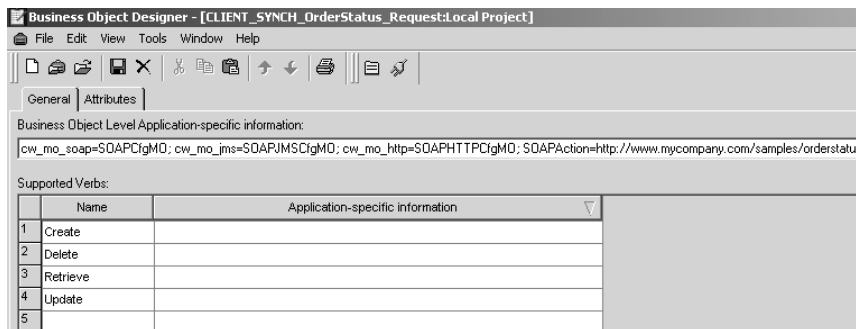 Business Object Designer - [CLIENT_SYNCH_OrderStatus_Request:Local Project]
File Edit View Tools Window Help
General Attributes
Business Object Level Application-specific information:
cw_mo_soap=SOAPCfgMO; cw_mo_jms=SOAPJMSCfgMO; cw_mo_http=SOAPHTTPCfgMO; SOAPAction=http://www.mycompany.com/samples/orderstatu
Supported Verbs:
Name Application-specific information
1 Create
2 Delete
3 Retrieve
4 Update
5